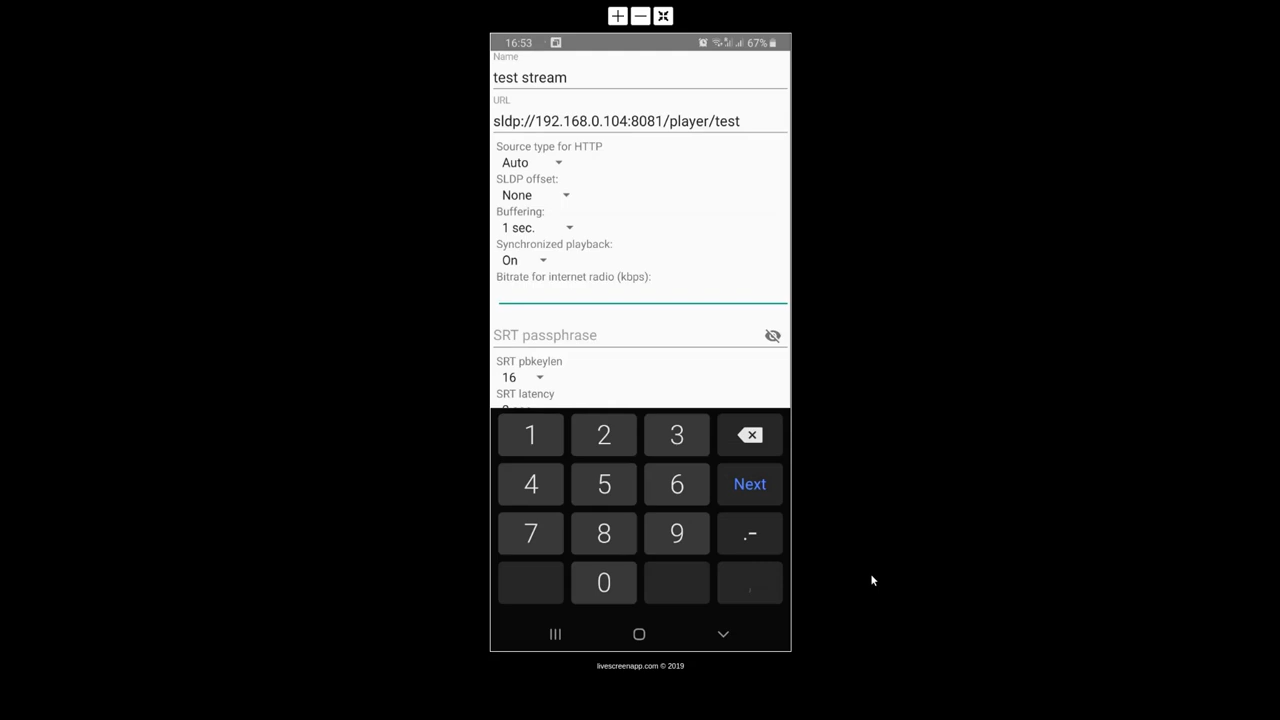 16:53
67%
Name
test stream
URL
sldp://192.168.0.104:8081/player/test
Source type for HTTP
Auto
SLDP offset:
None
Buffering:
1 sec.
Synchronized playback:
On
Bitrate for internet radio (kbps):
SRT passphrase
SRT pbkeylen
16
SRT latency
1 2 3
4 5 6 Next
7 8 9 .-
0 ,
livescreenapp.com © 2019